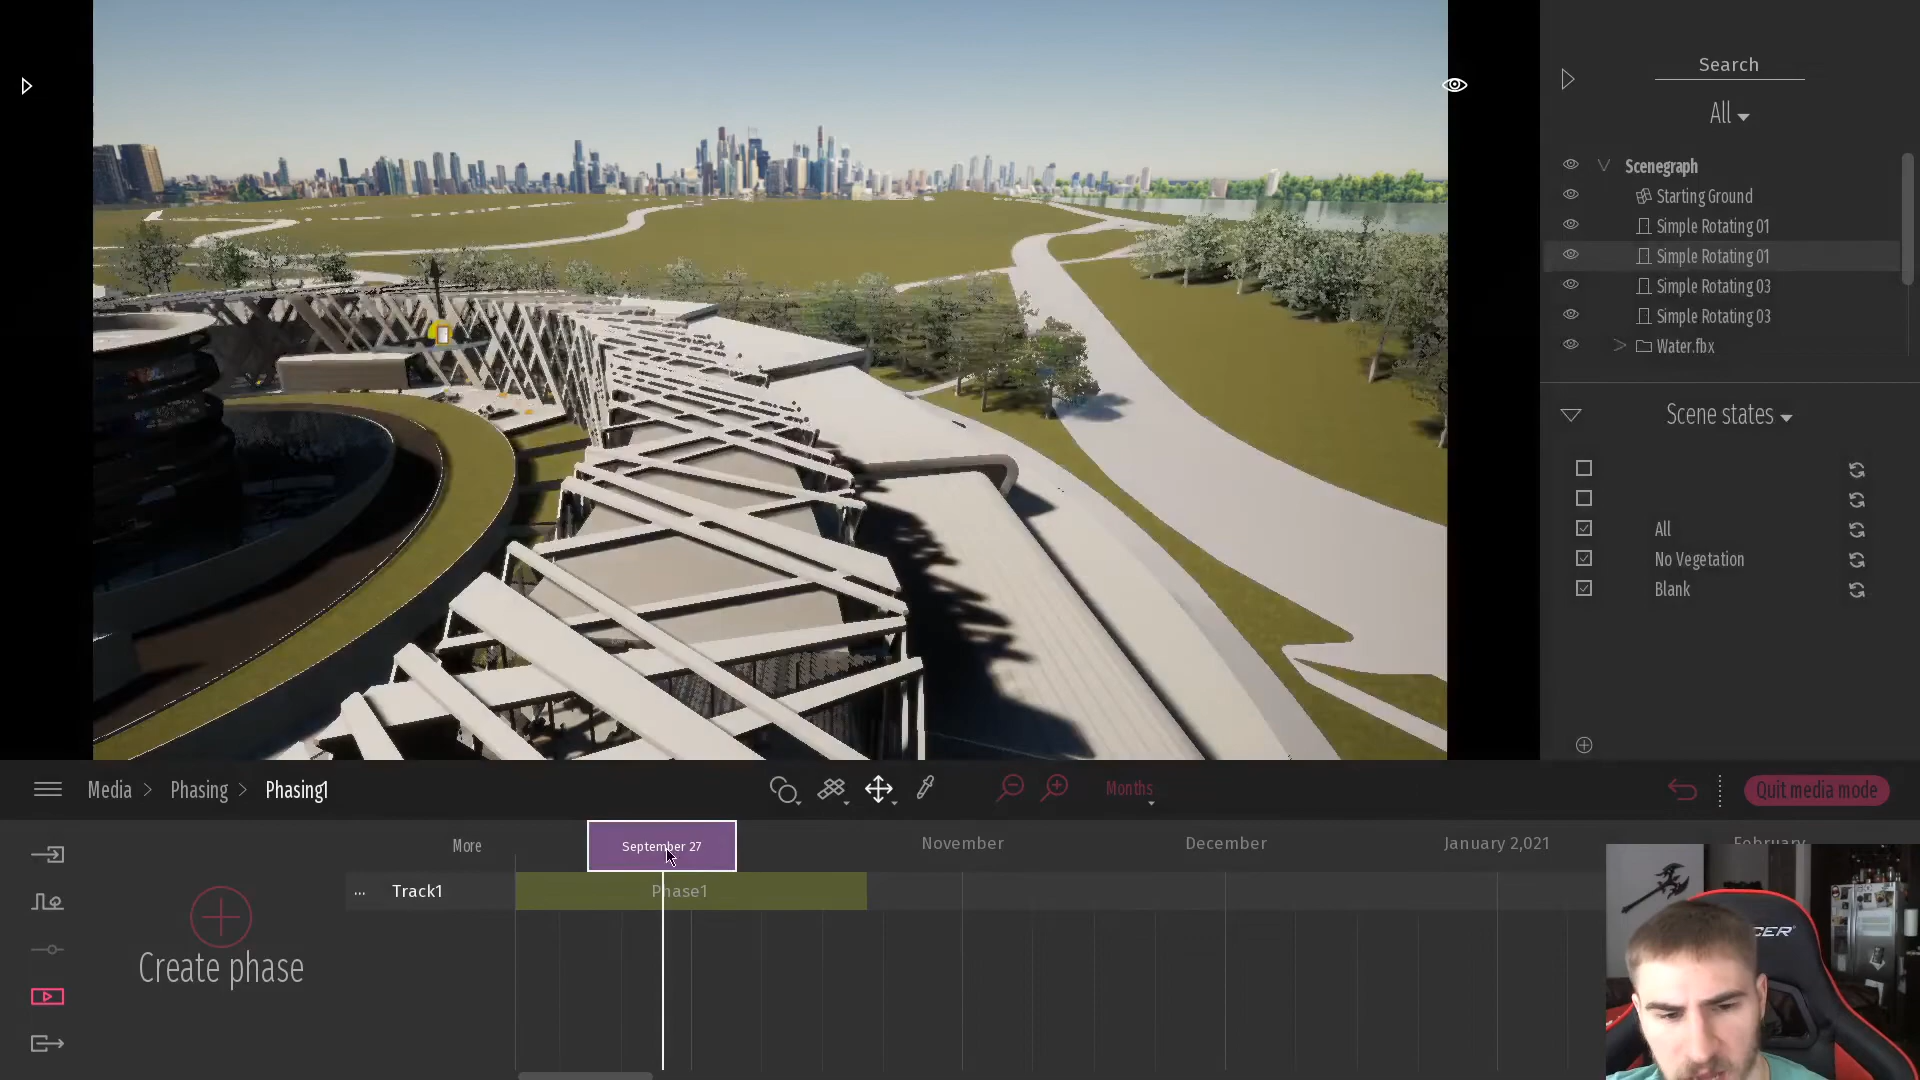 Search
All
Scenegraph
Starting Ground
Simple Rotating 01
Simple Rotating 01
Simple Rotating 03
Simple Rotating 03
Water.fbx
Scene states
All
No Vegetation
Blank
Media > Phasing > Phasing1
Months
Quit media mode
More
September 27
November
December
January 2,021
February
... Track1
Phase1
Create phase